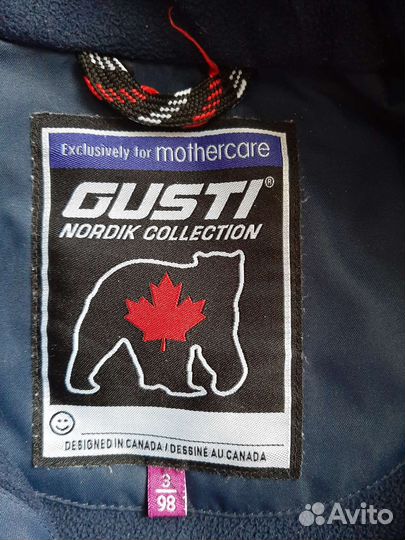 Exclusively for mothercare
GUSTI®
NORDIK COLLECTION
DESIGNED IN CANADA / DESSINÉ AU CANADA
3
98
Avito